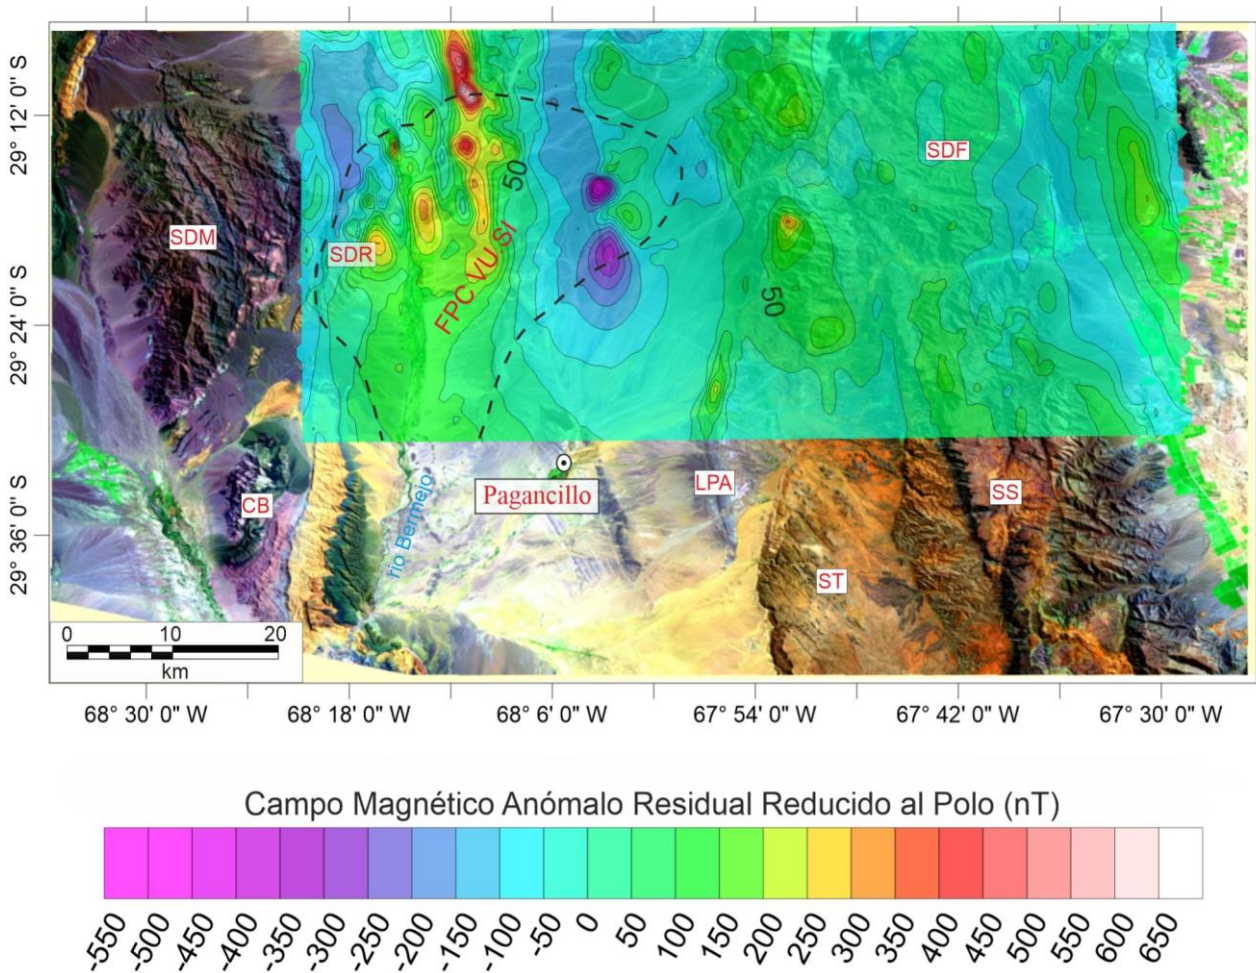 29° 12' 0" S
29° 24' 0" S
29° 36' 0" S
SDM
SDR
50
FPC VU SI
SDF
50
CB
río Bermejo
Pagancillo
LPA
ST
SS
0 10 20
km
68° 30' 0" W 68° 18' 0" W 68° 6' 0" W 67° 54' 0" W 67° 42' 0" W 67° 30' 0" W
Campo Magnético Anómalo Residual Reducido al Polo (nT)
-550 -500 -450 -400 -350 -300 -250 -200 -150 -100 -50 0 50 100 150 200 250 300 350 400 450 500 550 600 650